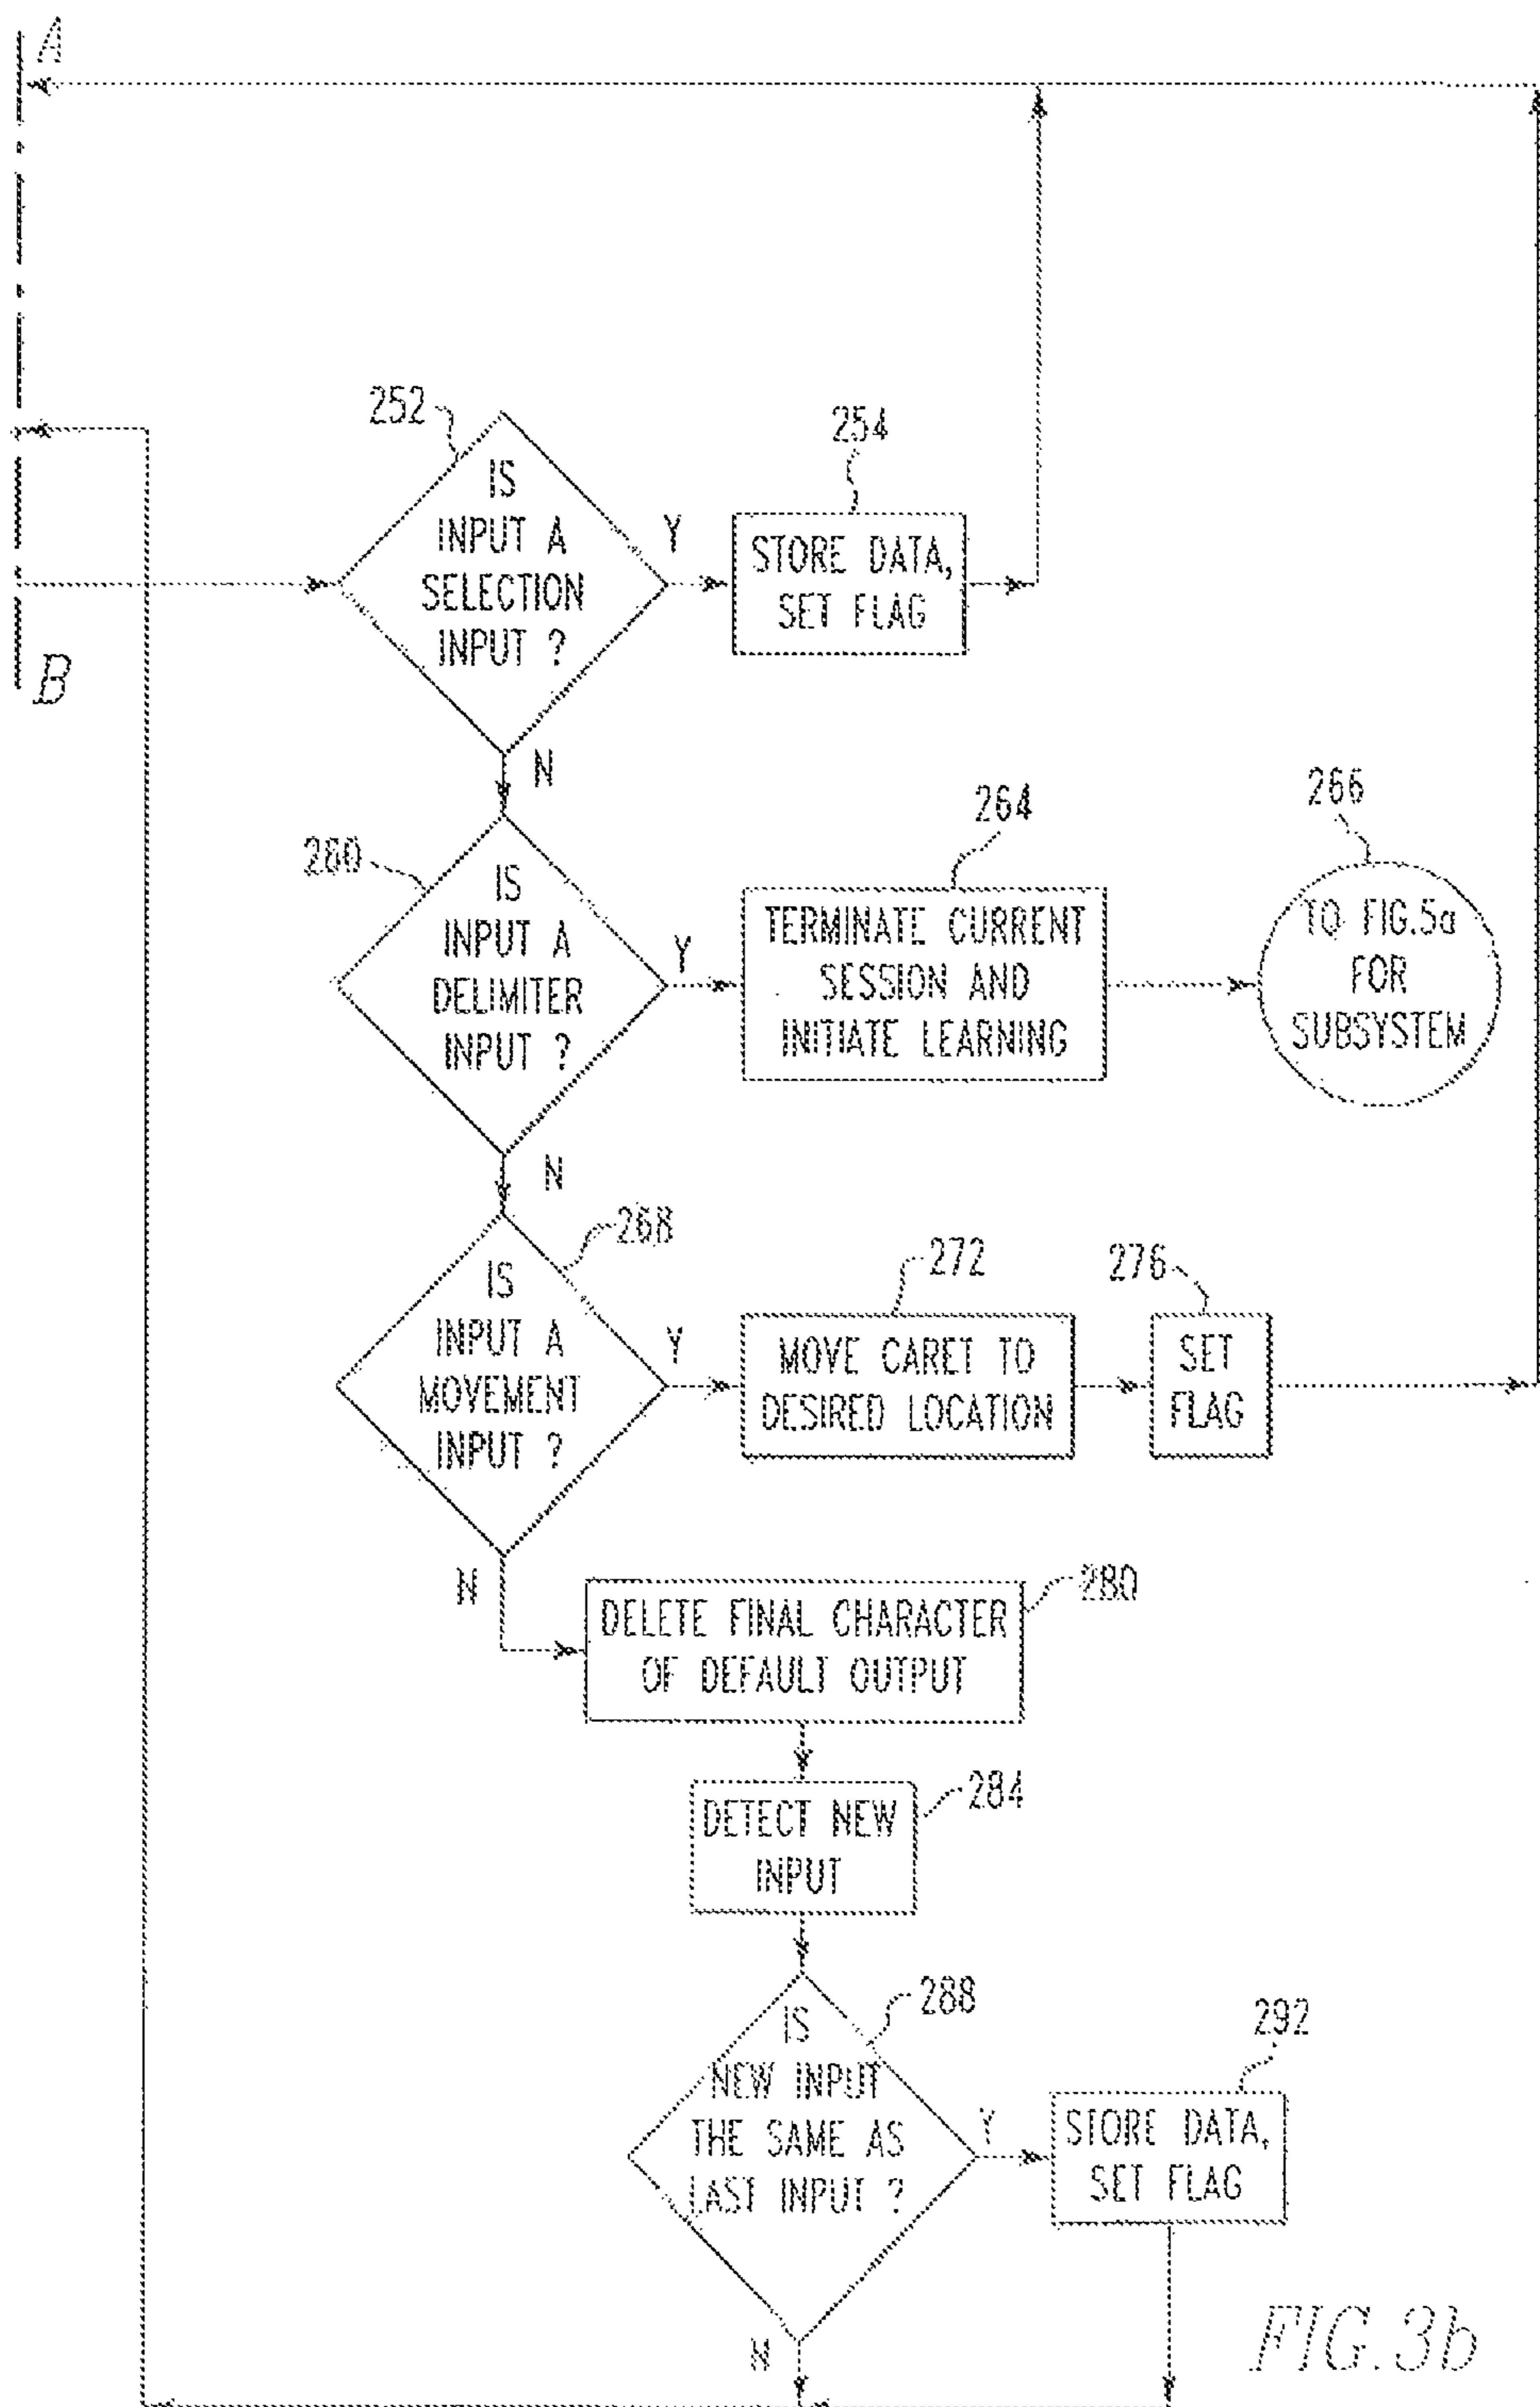 A
252
IS
INPUT A
SELECTION
INPUT ?
Y
254
STORE DATA,
SET FLAG
B
N
260
IS
INPUT A
DELIMITER
INPUT ?
Y
264
TERMINATE CURRENT
SESSION AND
INITIATE LEARNING
266
TO FIG.5a
FOR
SUBSYSTEM
N
268
IS
INPUT A
MOVEMENT
INPUT ?
Y
272
MOVE CARET TO
DESIRED LOCATION
276
SET
FLAG
N
280
DELETE FINAL CHARACTER
OF DEFAULT OUTPUT
284
DETECT NEW
INPUT
288
IS
NEW INPUT
THE SAME AS
LAST INPUT ?
Y
292
STORE DATA,
SET FLAG
N
FIG.3b